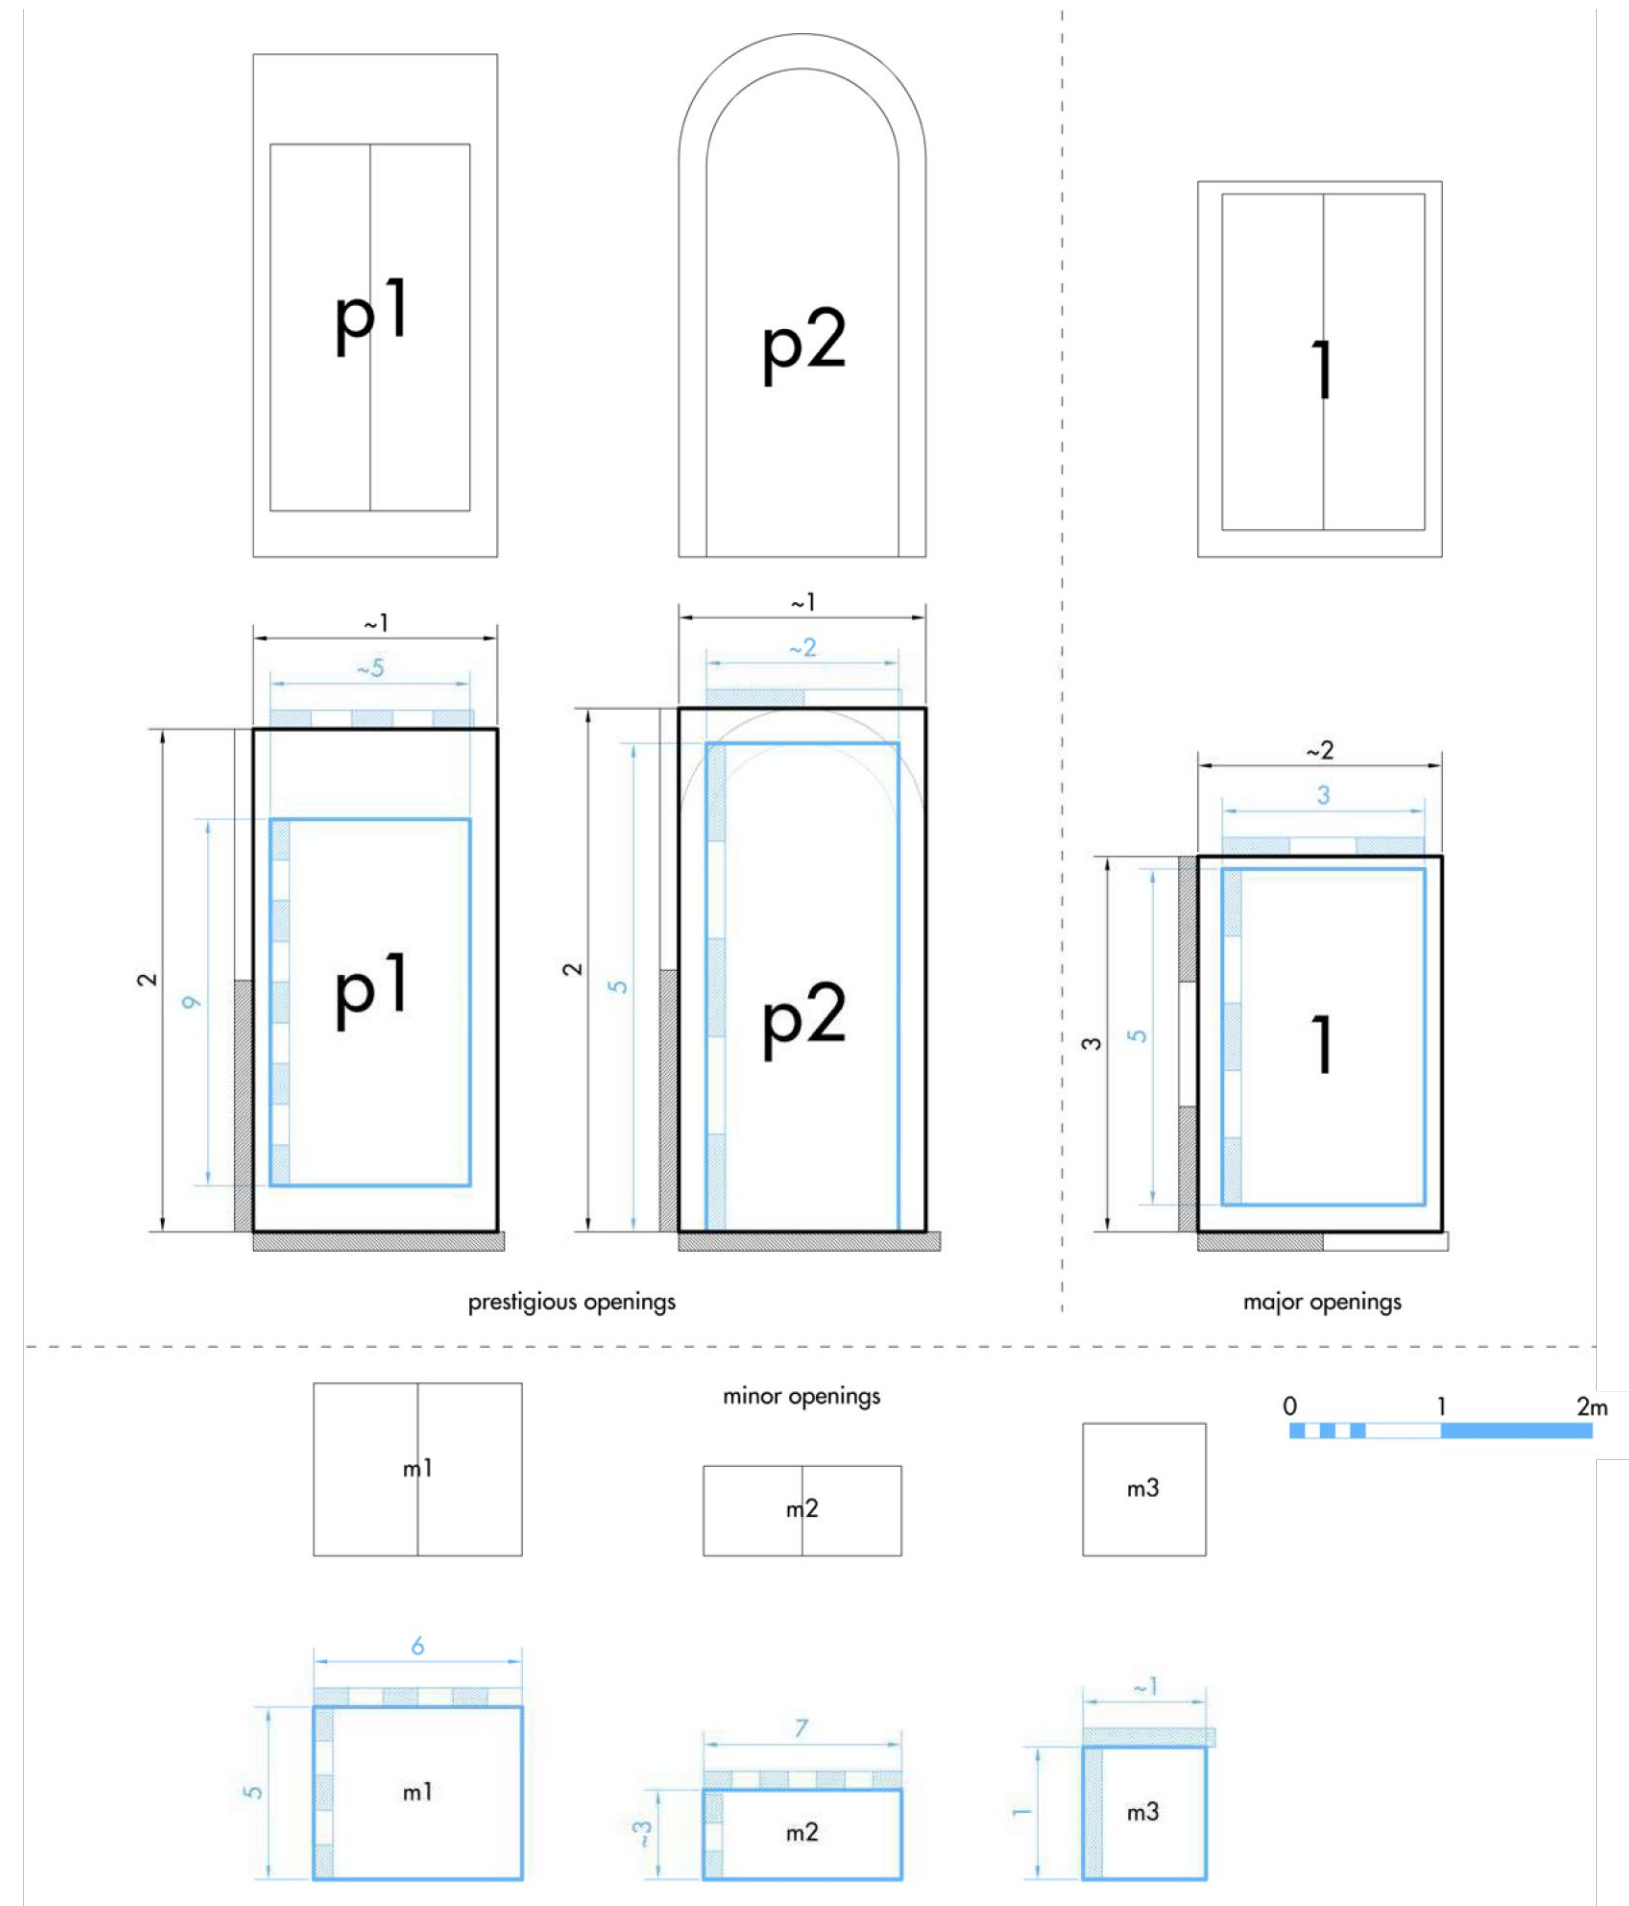 p1
p2
1
~1
~5
2
9
p1
~1
~2
2
5
p2
~2
3
3
5
1
prestigious openings
major openings
minor openings
0 1 2m
m1
m2
m3
6
5
m1
7
~3
m2
~1
1
m3